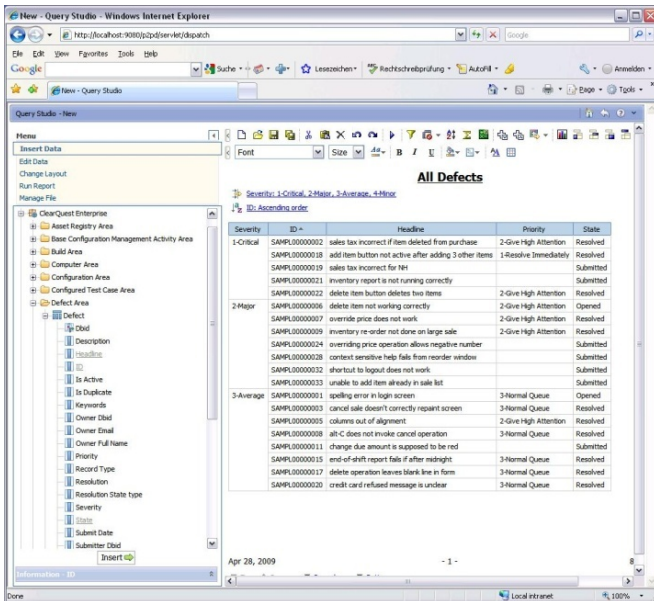 New - Query Studio - Windows Internet Explorer
http://localhost:9080/p2pd/servlet/dispatch
Google
File Edit View Favorites Tools Help
Google
Suche
Lesezeichen
Rechtschreibprüfung
AutoFill
Anmelden
New - Query Studio
Page
Tools
Query Studio - New
Menu
Insert Data
Edit Data
Change Layout
Run Report
Manage File
Font
Size
B I U
All Defects
Severity: 1-Critical, 2-Major, 3-Average, 4-Minor
ID: Ascending order
ClearQuest Enterprise
Asset Registry Area
Base Configuration Management Activity Area
Build Area
Computer Area
Configuration Area
Configured Test Case Area
Defect Area
Defect
Dbid
Description
Headline
ID
Is Active
Is Duplicate
Keywords
Owner Dbid
Owner Email
Owner Full Name
Priority
Record Type
Resolution
Resolution State type
Severity
State
Submit Date
Submitter Dbid
Insert
Information - ID
Severity ID Headline Priority State
1-Critical SAMPL00000002 sales tax incorrect if item deleted from purchase 2-Give High Attention Resolved
SAMPL00000018 add item button not active after adding 3 other items 1-Resolve Immediately Resolved
SAMPL00000019 sales tax incorrect for NH Submitted
SAMPL00000021 inventory report is not running correctly Submitted
SAMPL00000022 delete item button deletes two items 2-Give High Attention Resolved
2-Major SAMPL00000006 delete item not working correctly 2-Give High Attention Opened
SAMPL00000007 override price does not work 2-Give High Attention Resolved
SAMPL00000009 inventory re-order not done on large sale 2-Give High Attention Resolved
SAMPL00000024 overriding price operation allows negative number Submitted
SAMPL00000028 context sensitive help fails from reorder window Submitted
SAMPL00000032 shortcut to logout does not work Submitted
SAMPL00000033 unable to add item already in sale list Submitted
3-Average SAMPL00000001 spelling error in login screen 3-Normal Queue Opened
SAMPL00000003 cancel sale doesn't correctly repaint screen 3-Normal Queue Resolved
SAMPL00000005 columns out of alignment 2-Give High Attention Resolved
SAMPL00000008 alt-C does not invoke cancel operation 3-Normal Queue Resolved
SAMPL00000011 change due amount is supposed to be red Submitted
SAMPL00000015 end-of-shift report fails if after midnight 3-Normal Queue Resolved
SAMPL00000017 delete operation leaves blank line in form 3-Normal Queue Resolved
SAMPL00000020 credit card refused message is unclear 3-Normal Queue Resolved
Apr 28, 2009 - 1 - 8
Done
Local intranet
100%